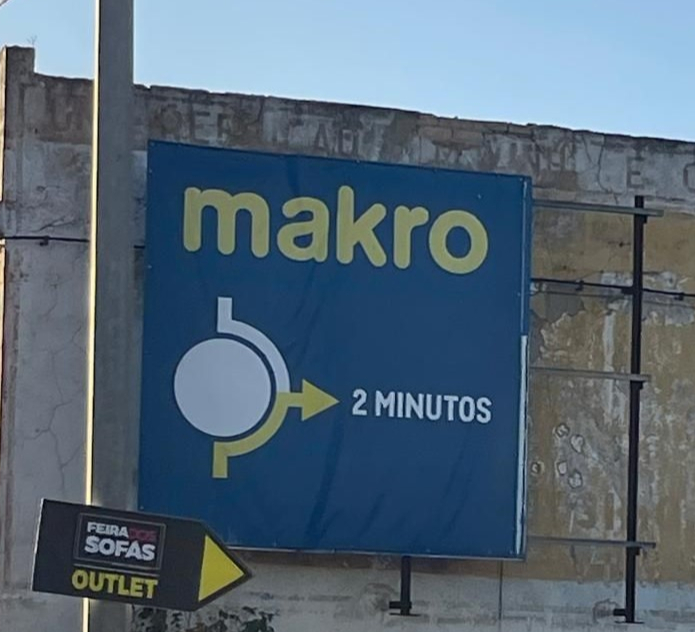 makro
2 MINUTOS
FEIRA DOS
SOFAS
OUTLET